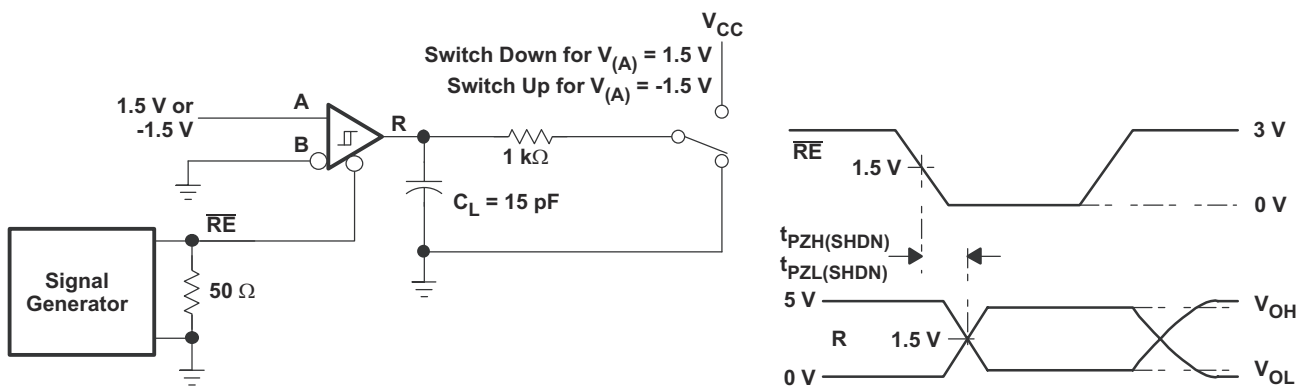 V_CC
Switch Down for V_(A) = 1.5 V
Switch Up for V_(A) = -1.5 V
1.5 V or
-1.5 V
A
B
R
1 kΩ
C_L = 15 pF
R̅E̅
Signal
Generator
50 Ω
R̅E̅
3 V
1.5 V
0 V
t_PZH(SHDN)
t_PZL(SHDN)
5 V
V_OH
R
1.5 V
0 V
V_OL